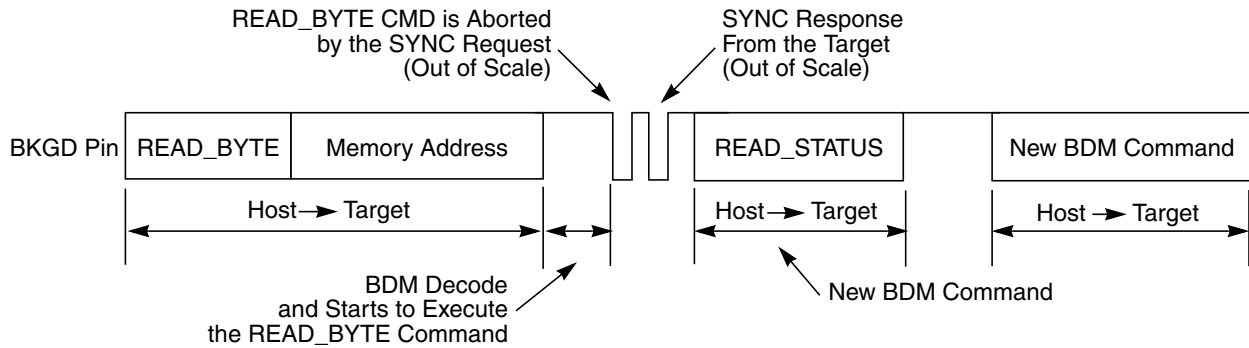 READ_BYTE CMD is Aborted
by the SYNC Request
(Out of Scale)
SYNC Response
From the Target
(Out of Scale)
BKGD Pin
READ_BYTE
Memory Address
READ_STATUS
New BDM Command
Host
Target
Host
Target
Host
Target
BDM Decode
and Starts to Execute
the READ_BYTE Command
New BDM Command